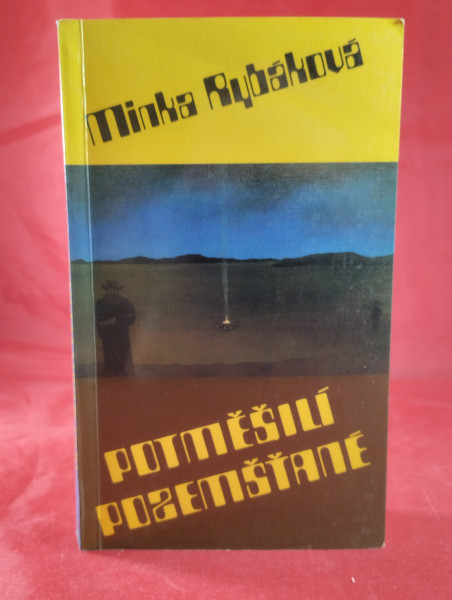 Minka Rybáková
POTMĚŠILÍ
POZEMŠŤANÉ